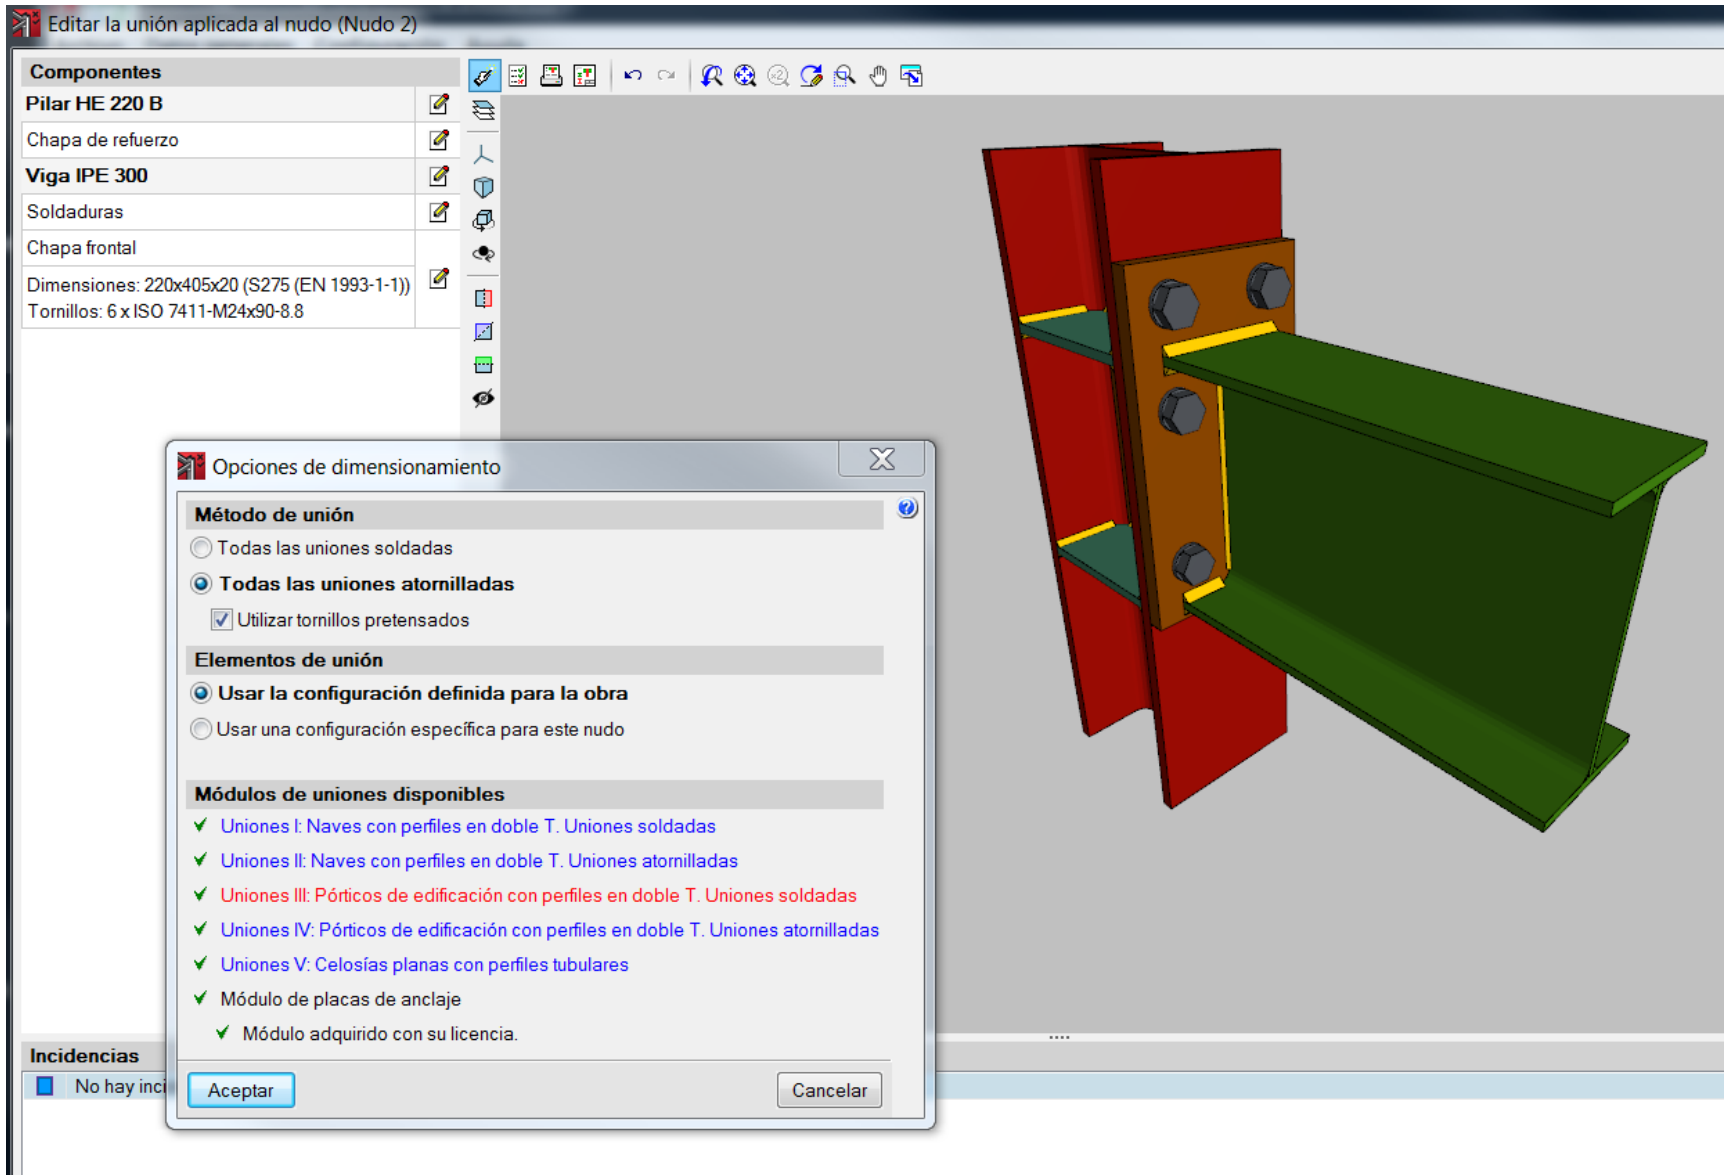 Editar la unión aplicada al nudo (Nudo 2)
Componentes
Pilar HE 220 B
Chapa de refuerzo
Viga IPE 300
Soldaduras
Chapa frontal
Dimensiones: 220x405x20 (S275 (EN 1993-1-1))
Tornillos: 6 x ISO 7411-M24x90-8.8
Opciones de dimensionamiento
Método de unión
Todas las uniones soldadas
Todas las uniones atornilladas
Utilizar tornillos pretensados
Elementos de unión
Usar la configuración definida para la obra
Usar una configuración específica para este nudo
Módulos de uniones disponibles
Uniones I: Naves con perfiles en doble T. Uniones soldadas
Uniones II: Naves con perfiles en doble T. Uniones atornilladas
Uniones III: Pórticos de edificación con perfiles en doble T. Uniones soldadas
Uniones IV: Pórticos de edificación con perfiles en doble T. Uniones atornilladas
Uniones V: Celosías planas con perfiles tubulares
Módulo de placas de anclaje
Módulo adquirido con su licencia.
Aceptar
Cancelar
Incidencias
No hay inci